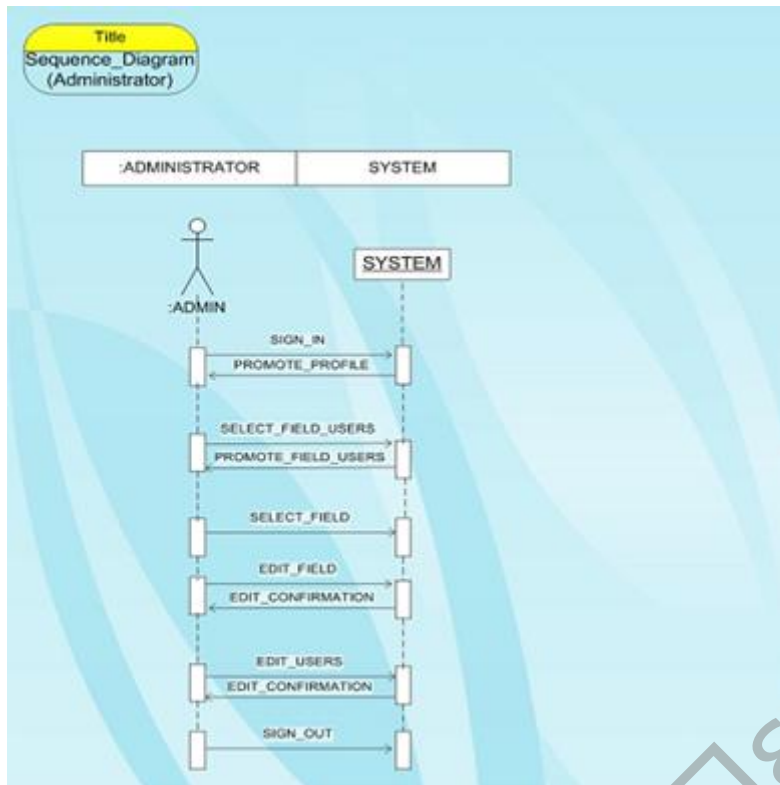 Title
Sequence_Diagram
(Administrator)
:ADMINISTRATOR
SYSTEM
SYSTEM
:ADMIN
SIGN_IN
PROMOTE_PROFILE
SELECT_FIELD_USERS
PROMOTE_FIELD_USERS
SELECT_FIELD
EDIT_FIELD
EDIT_CONFIRMATION
EDIT_USERS
EDIT_CONFIRMATION
SIGN_OUT